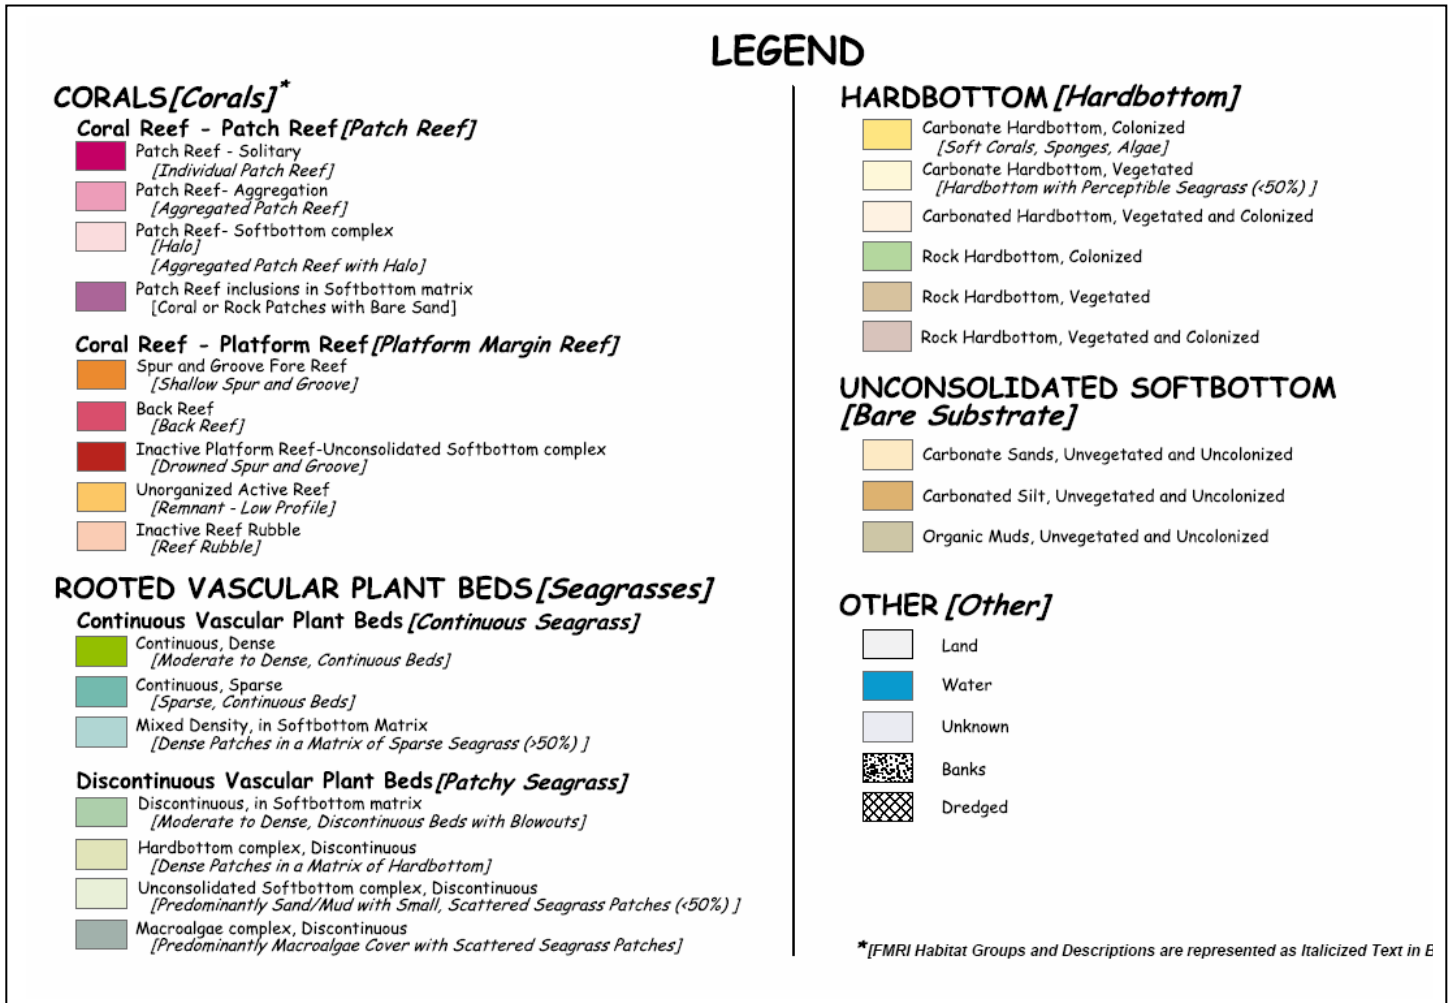 LEGEND
CORALS[Corals]*
Coral Reef - Patch Reef[Patch Reef]
Patch Reef - Solitary
[Individual Patch Reef]
Patch Reef- Aggregation
[Aggregated Patch Reef]
Patch Reef- Softbottom complex
[Halo]
[Aggregated Patch Reef with Halo]
Patch Reef inclusions in Softbottom matrix
[Coral or Rock Patches with Bare Sand]
Coral Reef - Platform Reef[Platform Margin Reef]
Spur and Groove Fore Reef
[Shallow Spur and Groove]
Back Reef
[Back Reef]
Inactive Platform Reef-Unconsolidated Softbottom complex
[Drowned Spur and Groove]
Unorganized Active Reef
[Remnant - Low Profile]
Inactive Reef Rubble
[Reef Rubble]
ROOTED VASCULAR PLANT BEDS[Seagrasses]
Continuous Vascular Plant Beds[Continuous Seagrass]
Continuous, Dense
[Moderate to Dense, Continuous Beds]
Continuous, Sparse
[Sparse, Continuous Beds]
Mixed Density, in Softbottom Matrix
[Dense Patches in a Matrix of Sparse Seagrass (>50%) ]
Discontinuous Vascular Plant Beds[Patchy Seagrass]
Discontinuous, in Softbottom matrix
[Moderate to Dense, Discontinuous Beds with Blowouts]
Hardbottom complex, Discontinuous
[Dense Patches in a Matrix of Hardbottom]
Unconsolidated Softbottom complex, Discontinuous
[Predominantly Sand/Mud with Small, Scattered Seagrass Patches (<50%) ]
Macroalgae complex, Discontinuous
[Predominantly Macroalgae Cover with Scattered Seagrass Patches]
HARDBOTTOM[Hardbottom]
Carbonate Hardbottom, Colonized
[Soft Corals, Sponges, Algae]
Carbonate Hardbottom, Vegetated
[Hardbottom with Perceptible Seagrass (<50%) ]
Carbonated Hardbottom, Vegetated and Colonized
Rock Hardbottom, Colonized
Rock Hardbottom, Vegetated
Rock Hardbottom, Vegetated and Colonized
UNCONSOLIDATED SOFTBOTTOM
[Bare Substrate]
Carbonate Sands, Unvegetated and Uncolonized
Carbonated Silt, Unvegetated and Uncolonized
Organic Muds, Unvegetated and Uncolonized
OTHER [Other]
Land
Water
Unknown
Banks
Dredged
*[FMRI Habitat Groups and Descriptions are represented as Italicized Text in